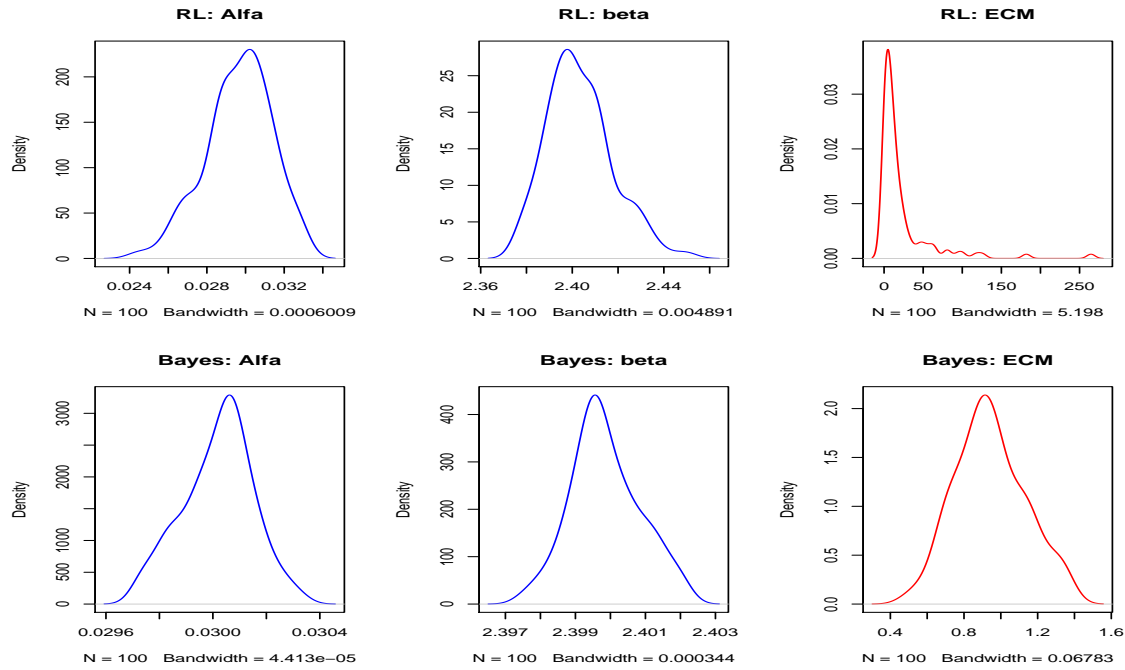 RL: Alfa
Density
0 50 100 150 200
0.024 0.028 0.032
N = 100 Bandwidth = 0.0006009
RL: beta
Density
0 5 10 15 20 25
2.36 2.40 2.44
N = 100 Bandwidth = 0.004891
RL: ECM
Density
0.00 0.01 0.02 0.03
0 50 150 250
N = 100 Bandwidth = 5.198
Bayes: Alfa
Density
0 500 1000 2000 3000
0.0296 0.0300 0.0304
N = 100 Bandwidth = 4.413e−05
Bayes: beta
Density
0 100 200 300 400
2.397 2.399 2.401 2.403
N = 100 Bandwidth = 0.000344
Bayes: ECM
Density
0.0 0.5 1.0 1.5 2.0
0.4 0.8 1.2 1.6
N = 100 Bandwidth = 0.06783